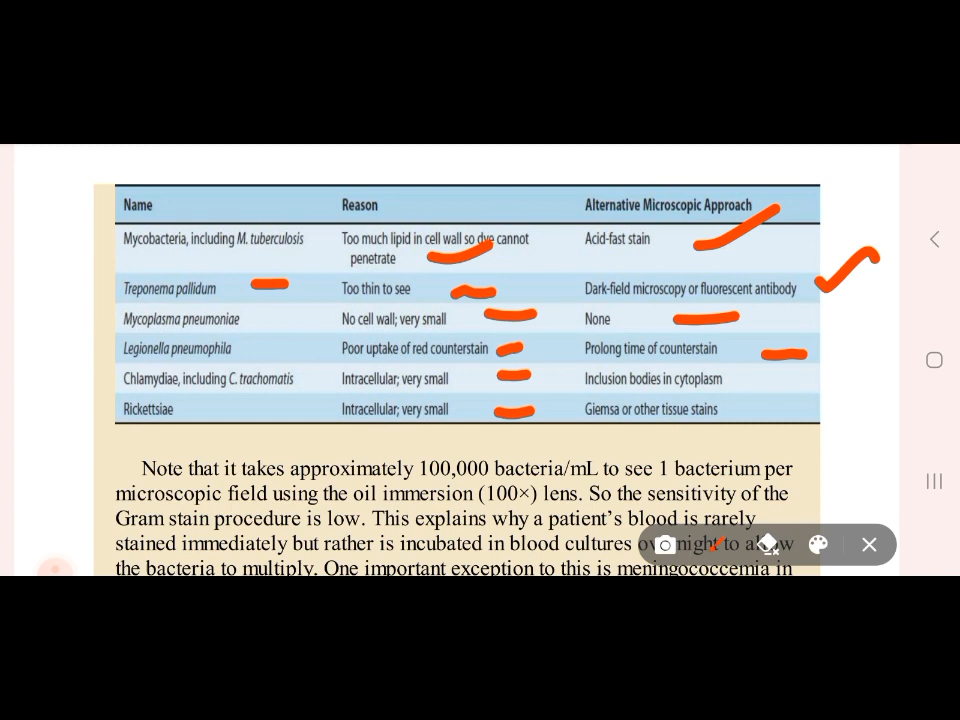 Name Reason Alternative Microscopic Approach
Mycobacteria, including M. tuberculosis Too much lipid in cell wall so dye cannot penetrate Acid-fast stain
Treponema pallidum Too thin to see Dark-field microscopy or fluorescent antibody
Mycoplasma pneumoniae No cell wall; very small None
Legionella pneumophila Poor uptake of red counterstain Prolong time of counterstain
Chlamydiae, including C. trachomatis Intracellular; very small Inclusion bodies in cytoplasm
Rickettsiae Intracellular; very small Giemsa or other tissue stains
Note that it takes approximately 100,000 bacteria/mL to see 1 bacterium per
microscopic field using the oil immersion (100×) lens. So the sensitivity of the
Gram stain procedure is low. This explains why a patient’s blood is rarely
stained immediately but rather is incubated in blood cultures overnight to allow
the bacteria to multiply. One important exception to this is meningococcemia in